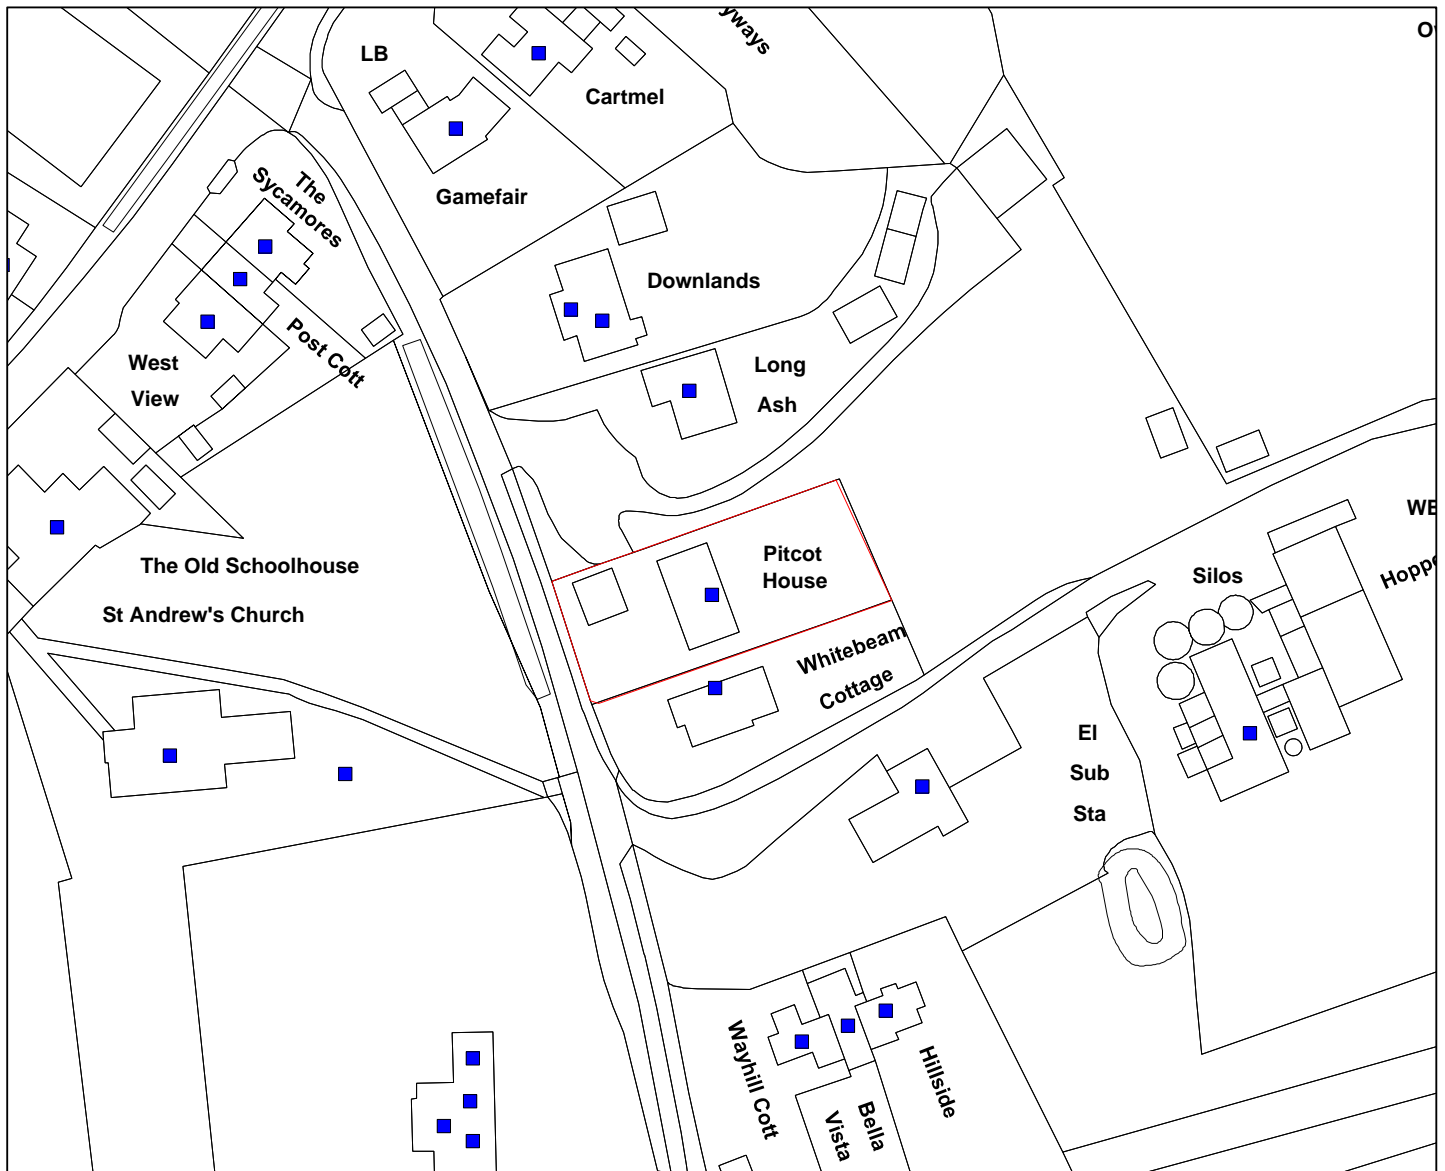 LB
Cartmel
Gamefair
The
Sycamores
Downlands
Post Cott
West
View
Long
Ash
The Old Schoolhouse
St Andrew's Church
Pitcot
House
Whitebeam
Cottage
Silos
El
Sub
Sta
Wayhill Cott
Bella
Vista
Hillside